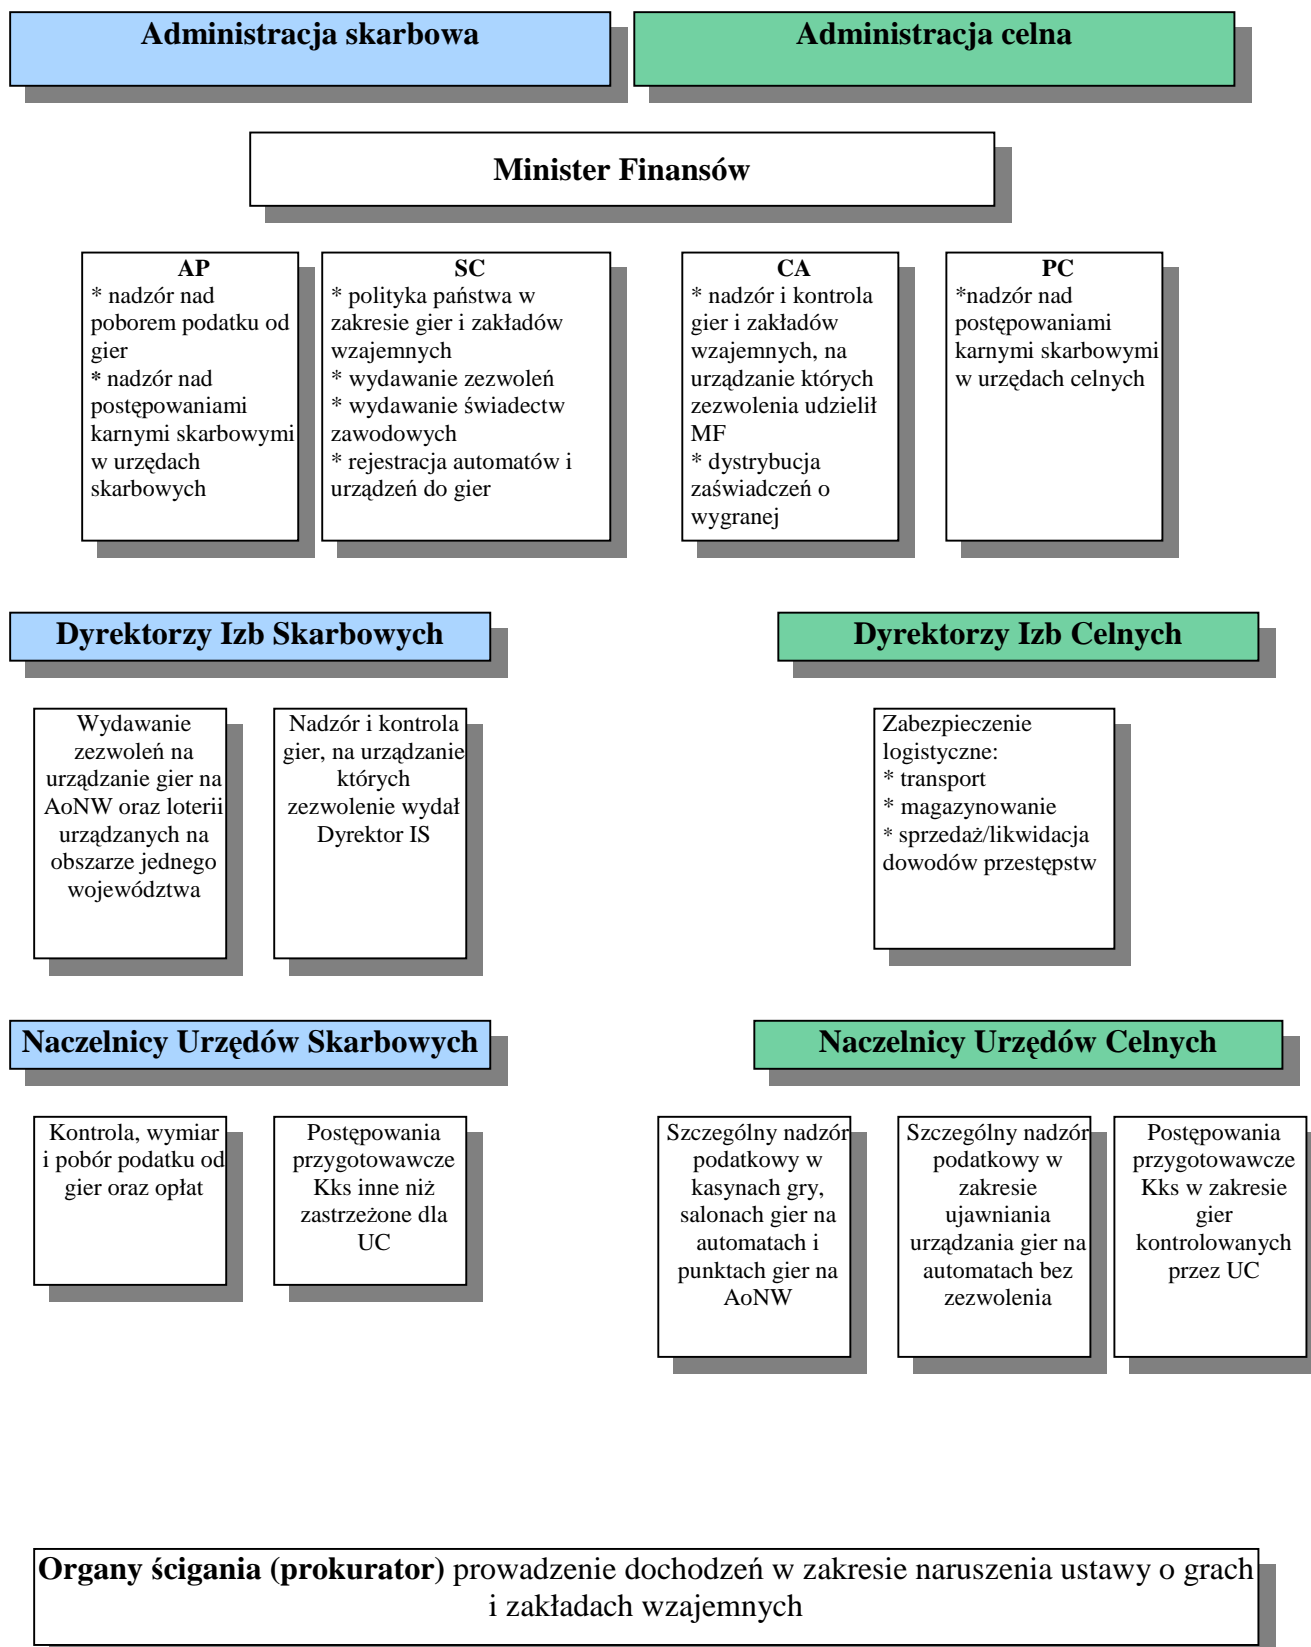 Administracja skarbowa
Administracja celna
Minister Finansów
AP
* nadzór nad
poborem podatku od
gier
* nadzór nad
postępowaniami
karnymi skarbowymi
w urzędach
skarbowych
SC
* polityka państwa w
zakresie gier i zakładów
wzajemnych
* wydawanie zezwoleń
* wydawanie świadectw
zawodowych
* rejestracja automatów i
urządzeń do gier
CA
* nadzór i kontrola
gier i zakładów
wzajemnych, na
urządzanie których
zezwolenia udzielił
MF
* dystrybucja
zaświadczeń o
wygranej
PC
*nadzór nad
postępowaniami
karnymi skarbowymi
w urzędach celnych
Dyrektorzy Izb Skarbowych
Dyrektorzy Izb Celnych
Wydawanie
zezwoleń na
urządzanie gier na
AoNW oraz loterii
urządzanych na
obszarze jednego
województwa
Nadzór i kontrola
gier, na urządzanie
których
zezwolenie wydał
Dyrektor IS
Zabezpieczenie
logistyczne:
* transport
* magazynowanie
* sprzedaż/likwidacja
dowodów przestępstw
Naczelnicy Urzędów Skarbowych
Naczelnicy Urzędów Celnych
Kontrola, wymiar
i pobór podatku od
gier oraz opłat
Postępowania
przygotowawcze
Kks inne niż
zastrzeżone dla
UC
Szczególny nadzór
podatkowy w
kasynach gry,
salonach gier na
automatach i
punktach gier na
AoNW
Szczególny nadzór
podatkowy w
zakresie
ujawniania
urządzania gier na
automatach bez
zezwolenia
Postępowania
przygotowawcze
Kks w zakresie
gier
kontrolowanych
przez UC
Organy ścigania (prokurator) prowadzenie dochodzeń w zakresie naruszenia ustawy o grach
i zakładach wzajemnych